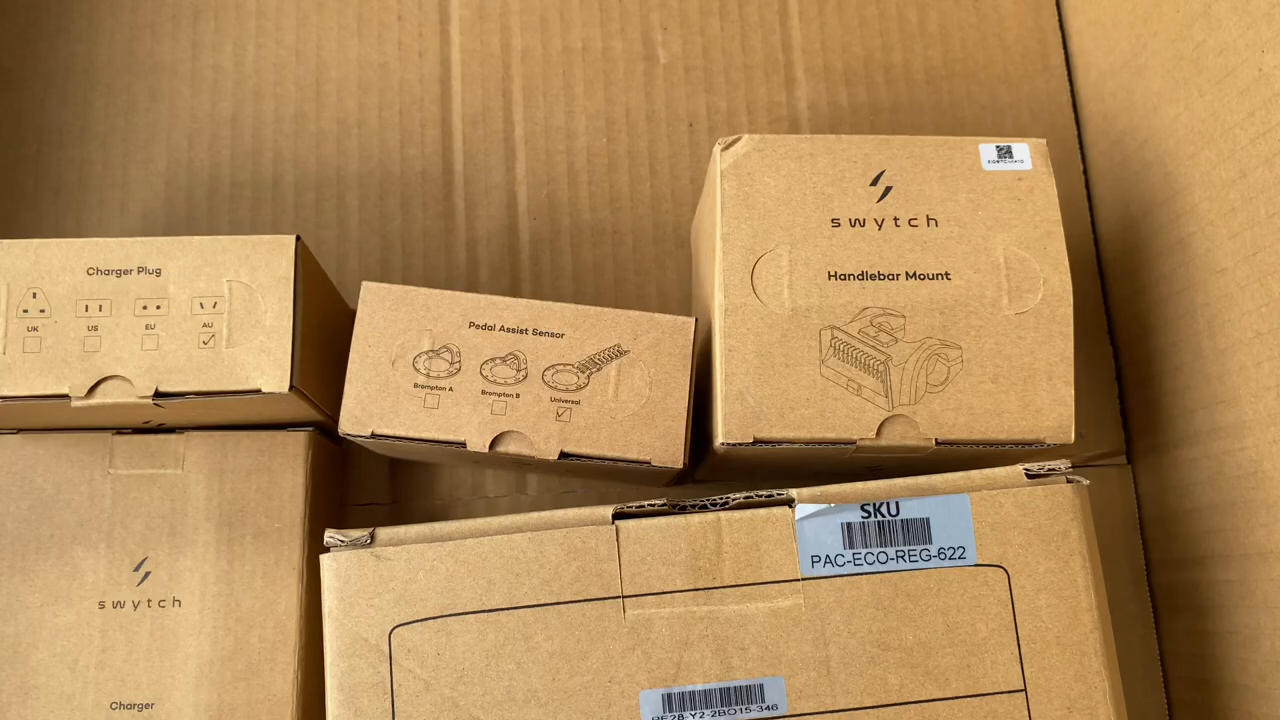 Charger Plug
UK
US
EU
AU
Pedal Assist Sensor
Brompton A
Brompton B
Universal
swytch
Handlebar Mount
swytch
Charger
SKU
PAC-ECO-REG-622